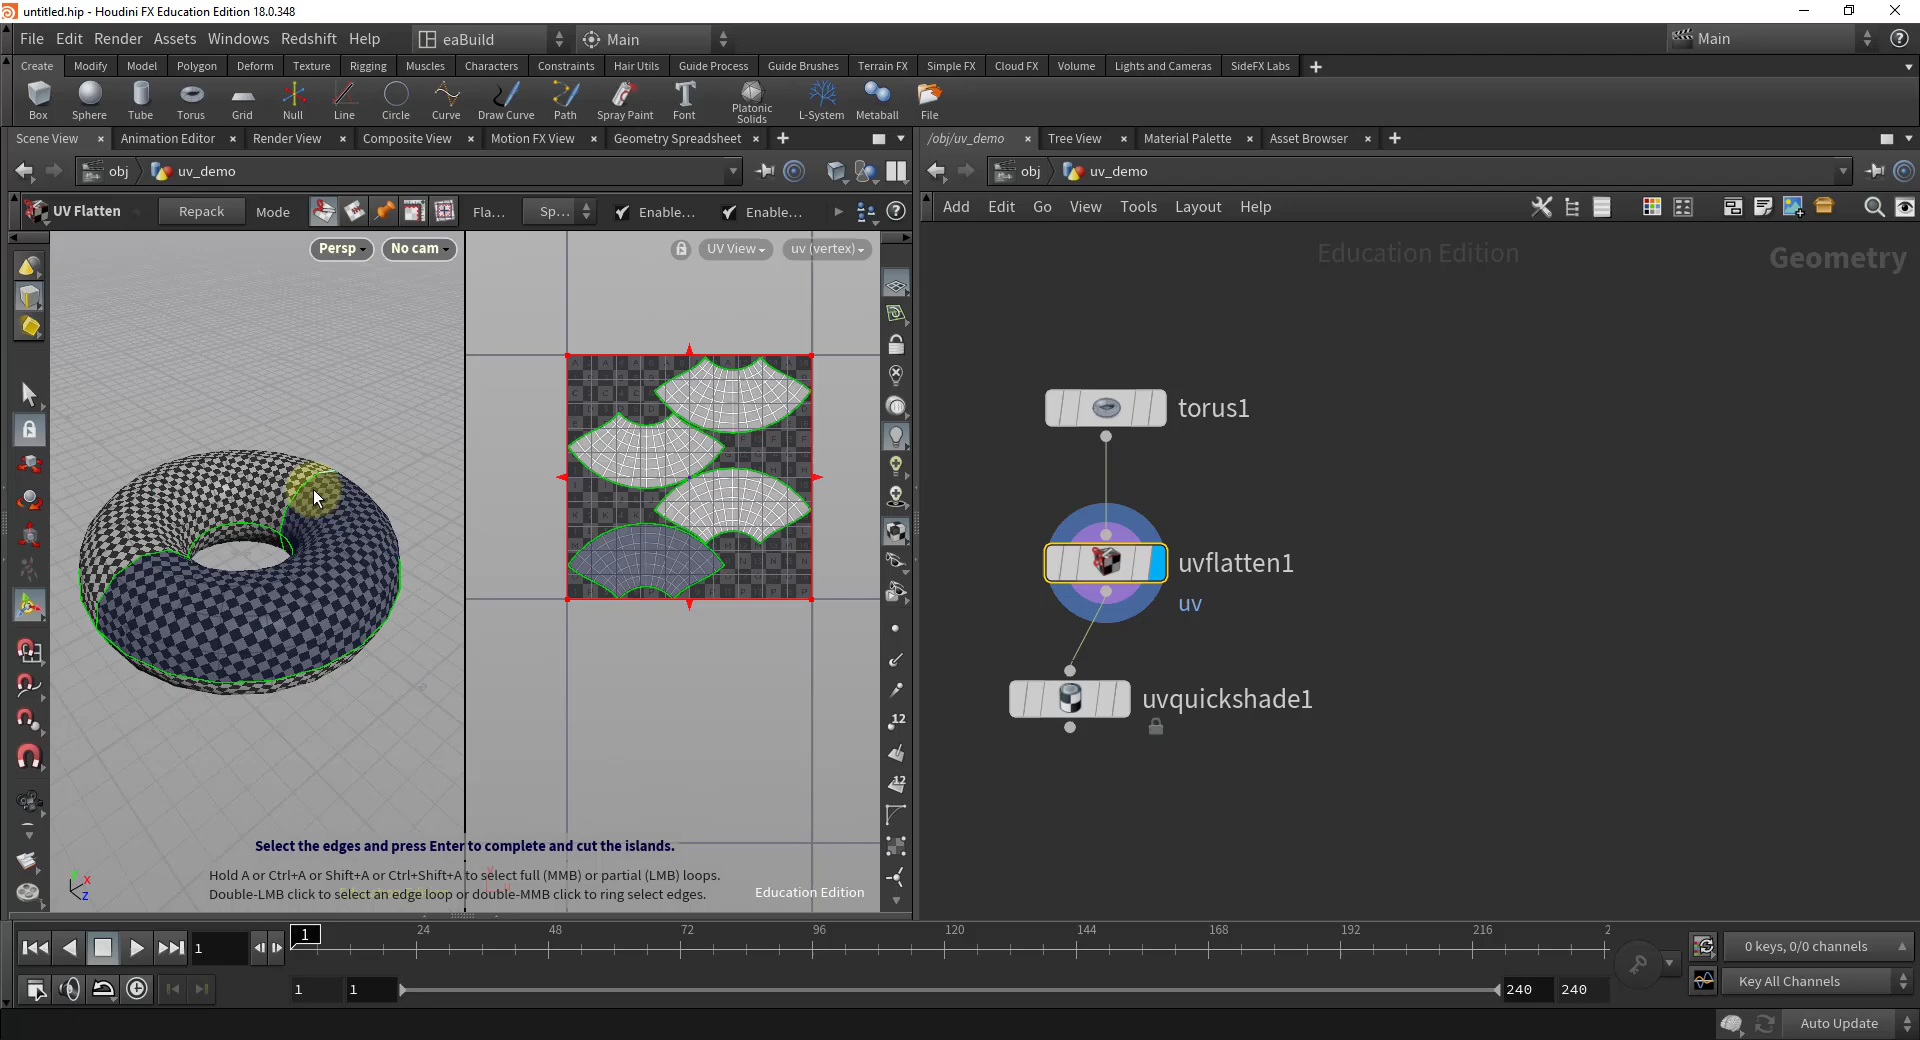 untitled.hip - Houdini FX Education Edition 18.0.348
File Edit Render Assets Windows Redshift Help eaBuild Main Main
Create Modify Model Polygon Deform Texture Rigging Muscles Characters Constraints Hair Utils Guide Process Guide Brushes Terrain FX Simple FX Cloud FX Volume Lights and Cameras SideFX Labs
Box Sphere Tube Torus Grid Null Line Circle Curve Draw Curve Path Spray Paint Font Platonic Solids L-System Metaball File
Scene View Animation Editor Render View Composite View Motion FX View Geometry Spreadsheet /obj/uv_demo Tree View Material Palette Asset Browser
obj uv_demo obj uv_demo
UV Flatten Repack Mode Fla... Sp... Enable... Enable... Add Edit Go View Tools Layout Help
Persp No cam UV View uv (vertex)
Education Edition
Geometry
torus1
uvflatten1
uv
uvquickshade1
12
12
Select the edges and press Enter to complete and cut the islands.
Hold A or Ctrl+A or Shift+A or Ctrl+Shift+A to select full (MMB) or partial (LMB) loops.
Double-LMB click to select an edge loop or double-MMB click to ring select edges.
Education Edition
x
z
1 1 24 48 72 96 120 144 168 192 216 2 0 keys, 0/0 channels
1 1 240 240 Key All Channels
Auto Update